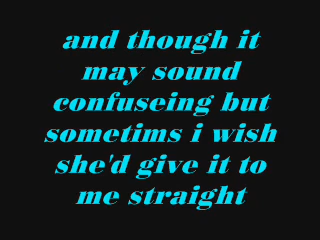 and though it
may sound
confuseing but
sometims i wish
she'd give it to
me straight